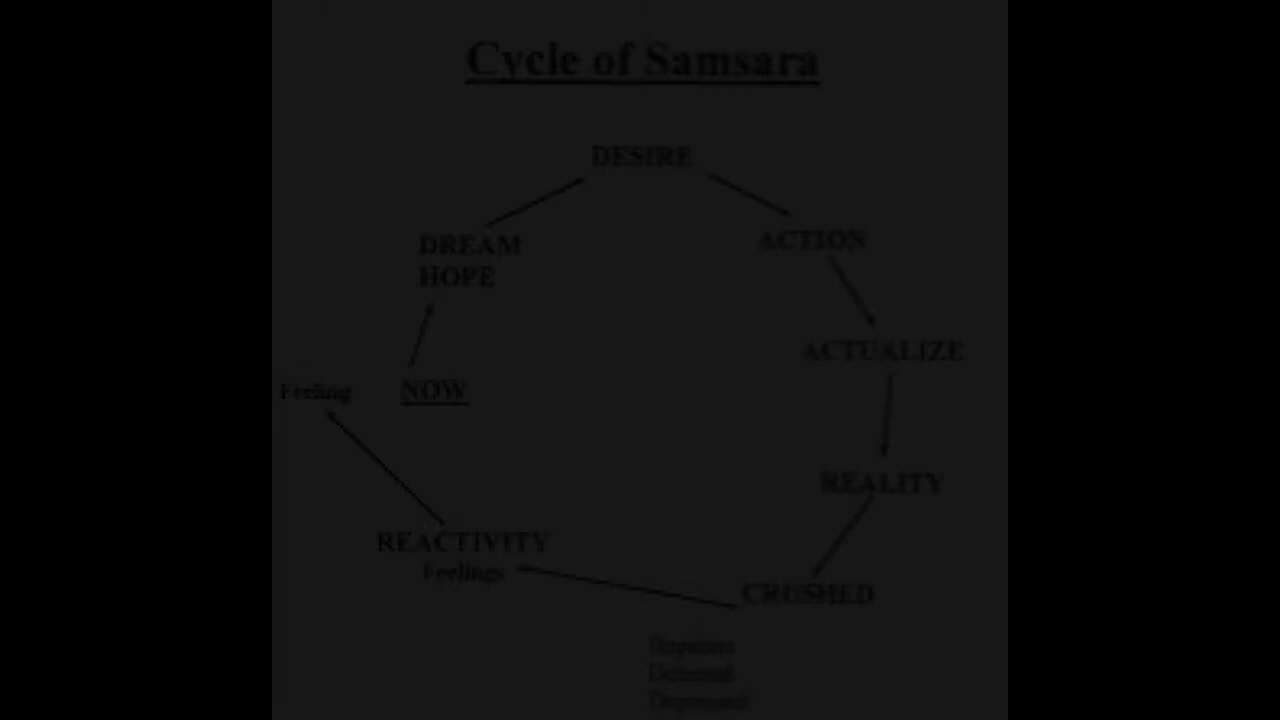 Cycle of Samsara
DESIRE
DREAM
HOPE
ACTION
ACTUALIZE
Feeling
NOW
REALITY
REACTIVITY
Feelings
CRUSHED